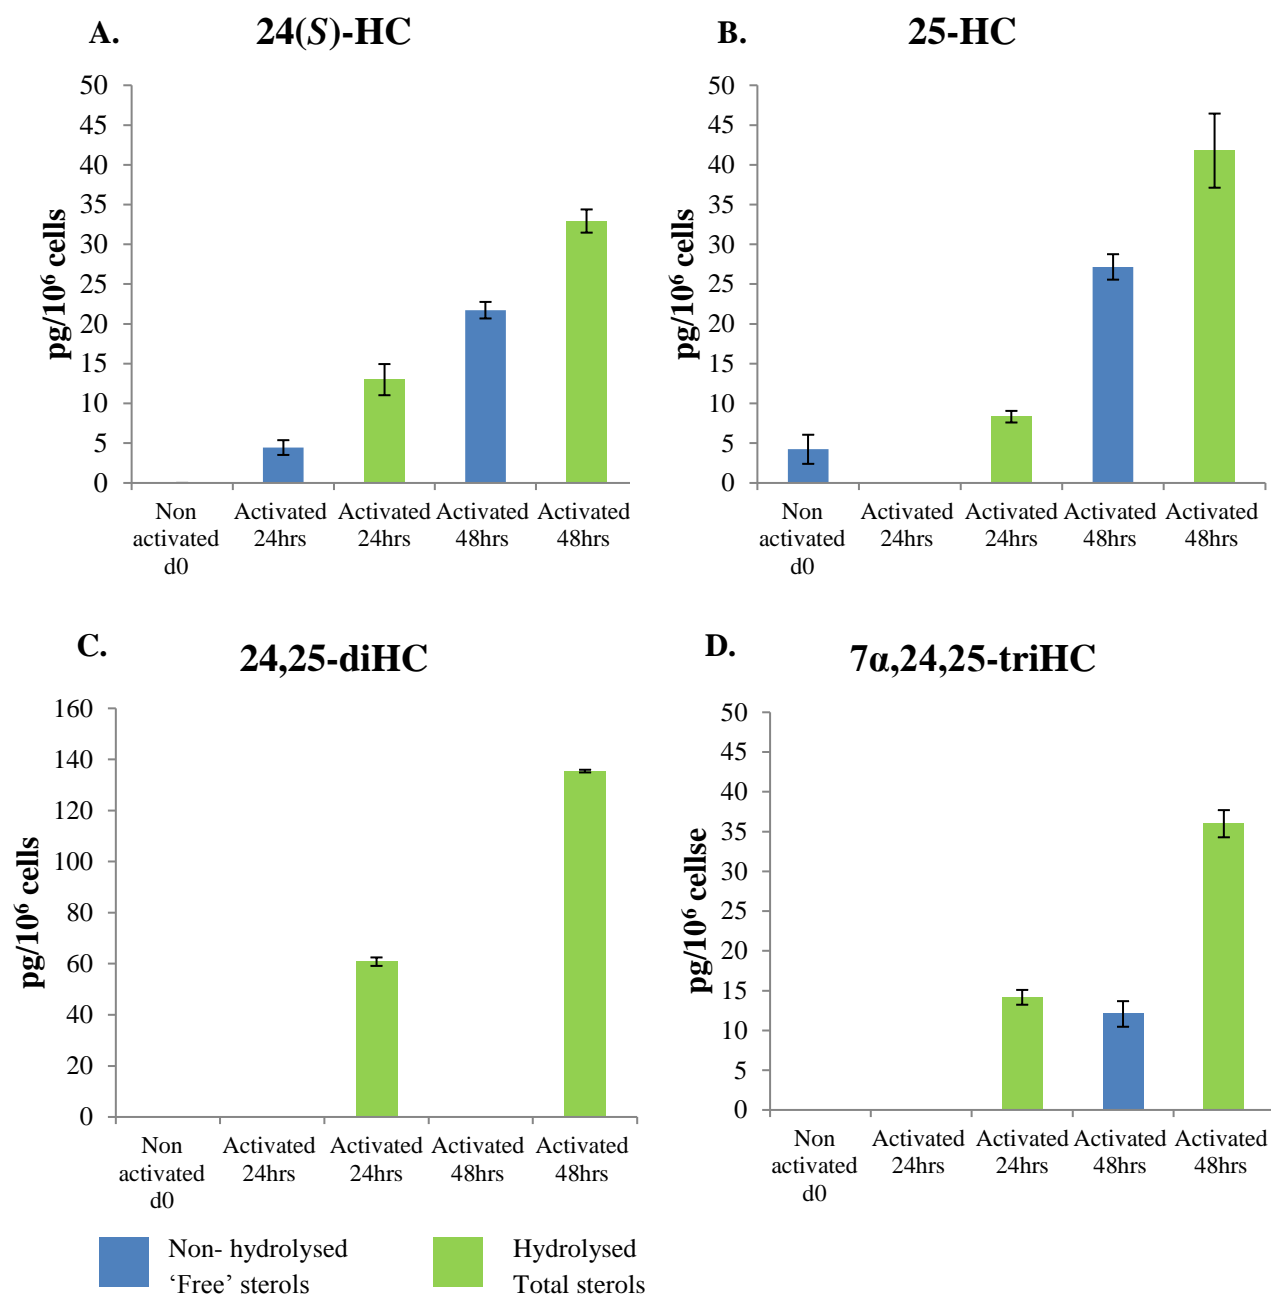 A.
24(S)-HC
50
45
40
35
30
25
20
15
10
5
0
pg/10⁶ cells
Non activated d0
Activated 24hrs
Activated 24hrs
Activated 48hrs
Activated 48hrs
B.
25-HC
50
45
40
35
30
25
20
15
10
5
0
pg/10⁶ cells
Non activated d0
Activated 24hrs
Activated 24hrs
Activated 48hrs
Activated 48hrs
C.
24,25-diHC
160
140
120
100
80
60
40
20
0
pg/10⁶ cells
Non activated d0
Activated 24hrs
Activated 24hrs
Activated 48hrs
Activated 48hrs
D.
7α,24,25-triHC
50
45
40
35
30
25
20
15
10
5
0
pg/10⁶ cellse
Non activated d0
Activated 24hrs
Activated 24hrs
Activated 48hrs
Activated 48hrs
Non- hydrolysed
‘Free’ sterols
Hydrolysed
Total sterols